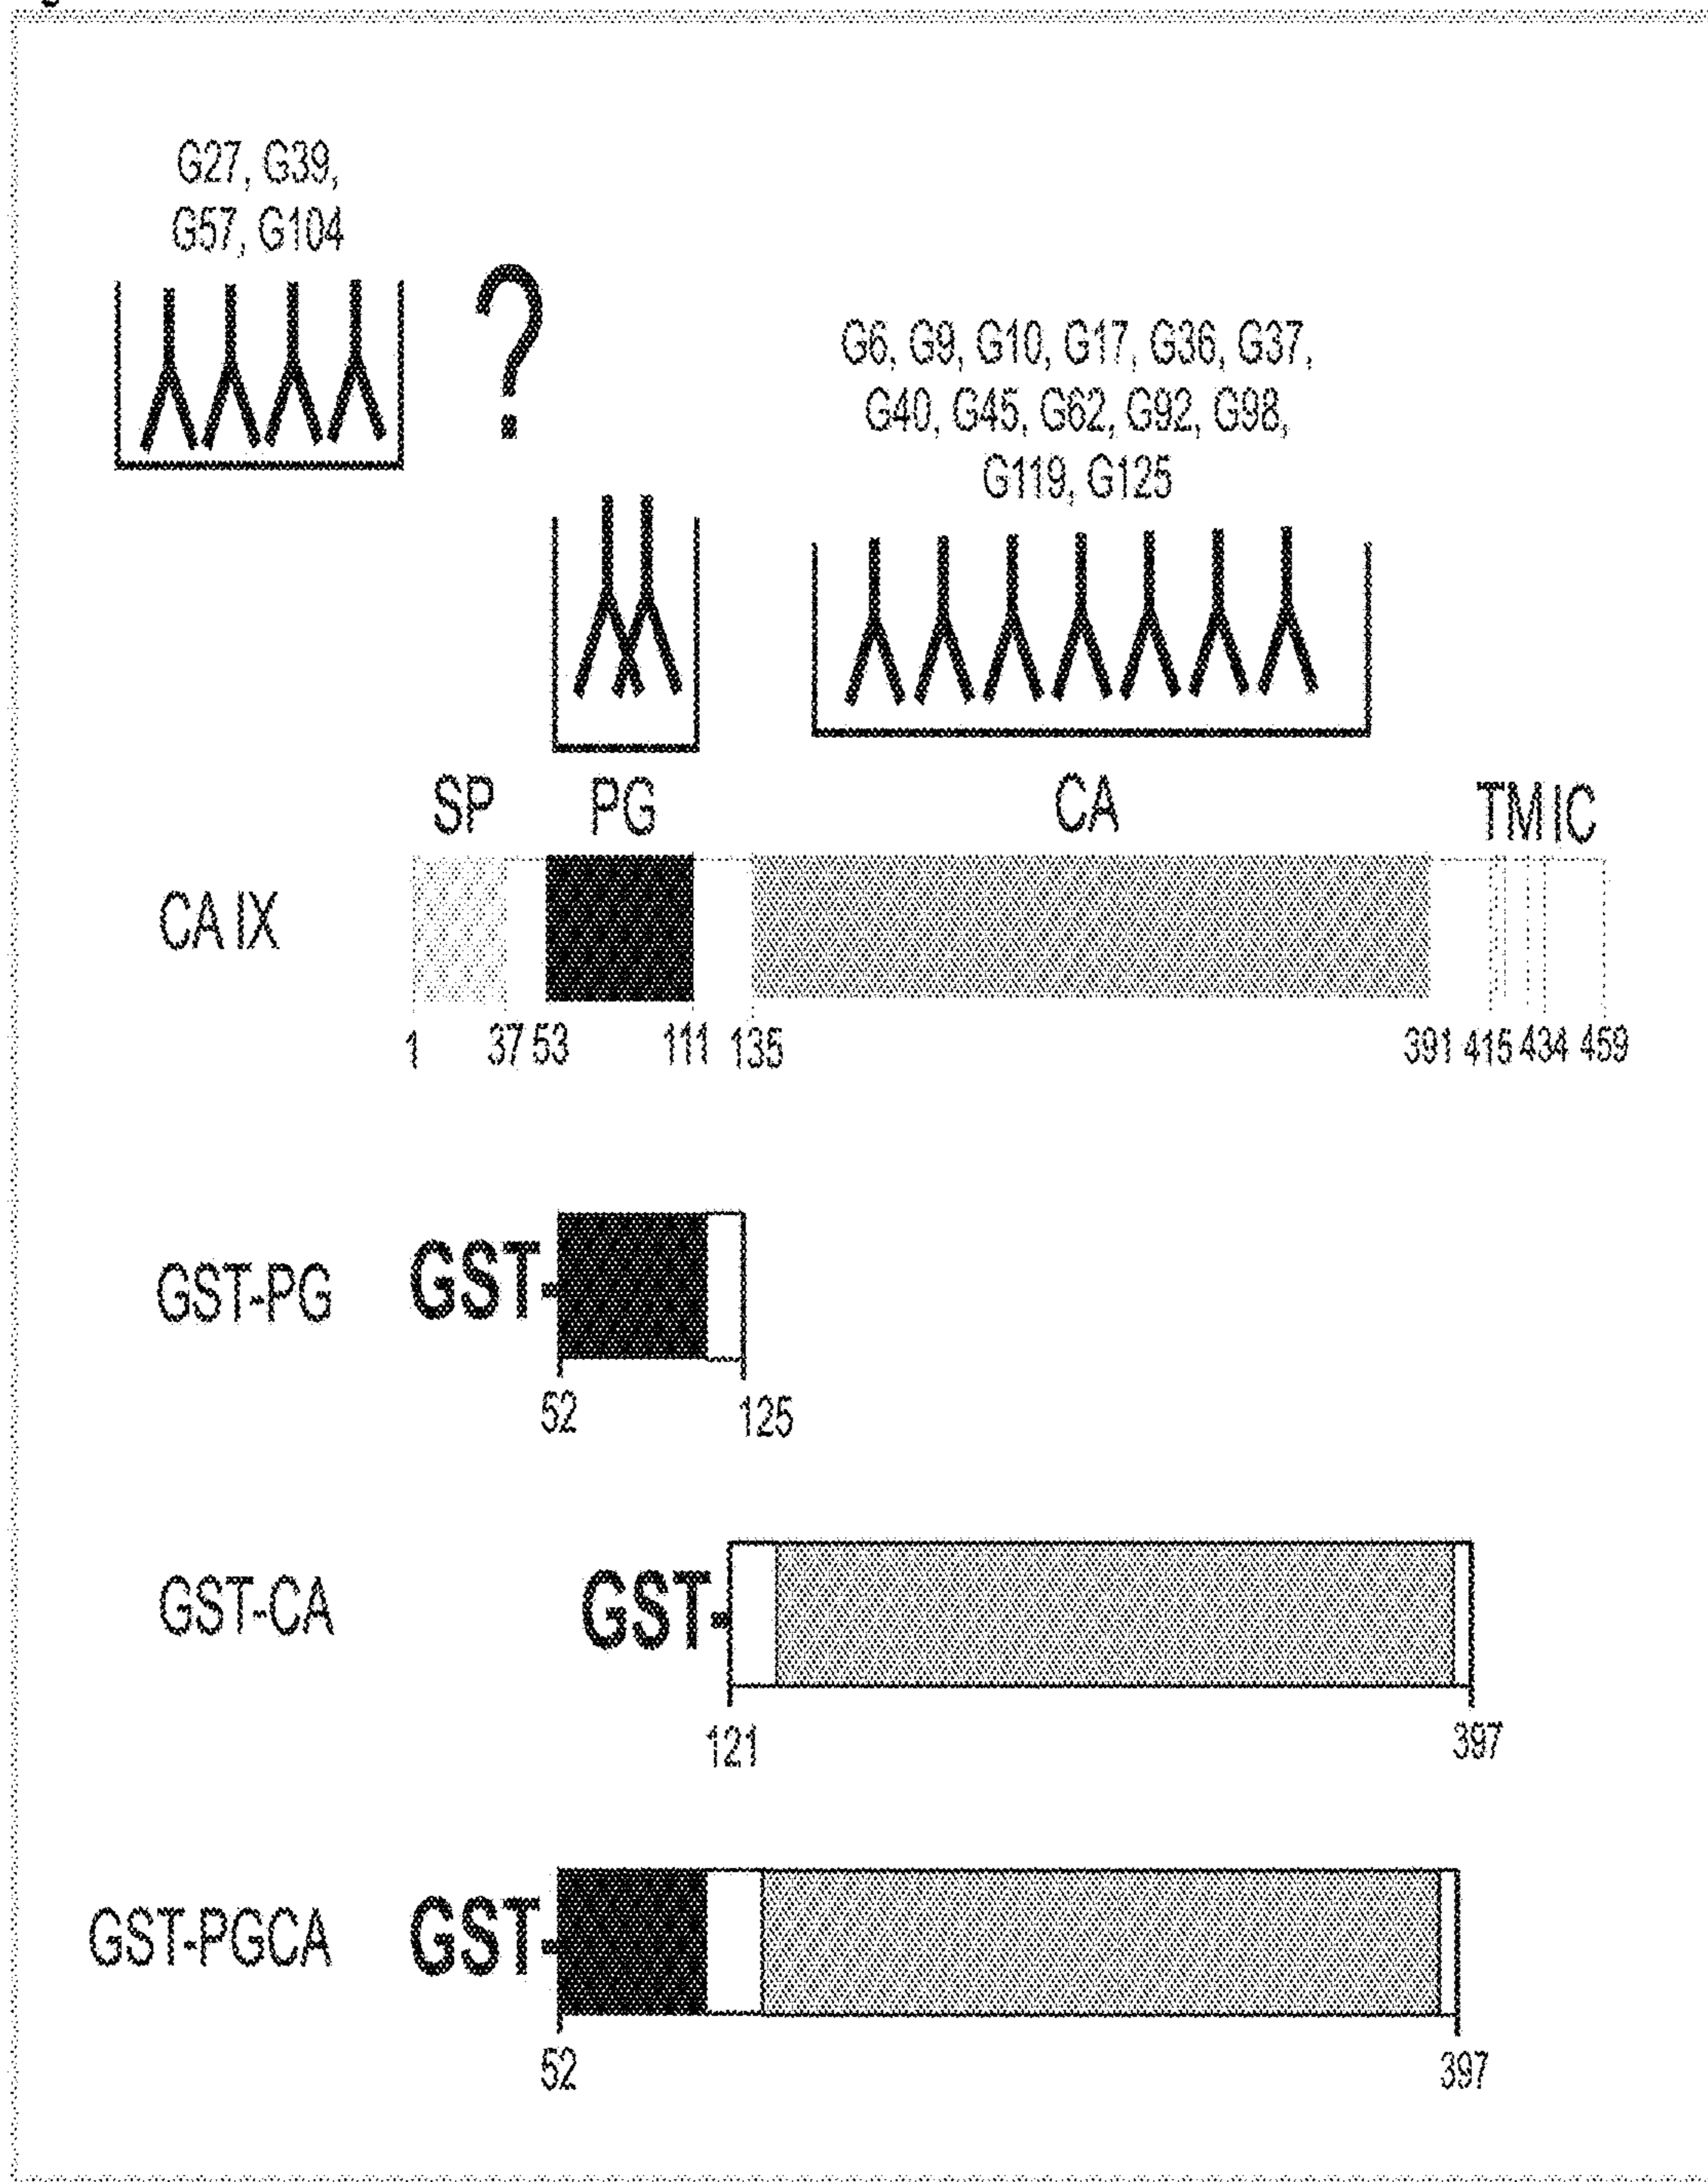 G27, G39,
G57, G104
?
G6, G9, G10, G17, G36, G37,
G40, G45, G62, G92, G98,
G119, G125
SP PG CA TM IC
CA IX
1 37 53 111 135 391 415 434 459
GST-PG GST-
52 125
GST-CA GST-
121 397
GST-PGCA GST-
52 397